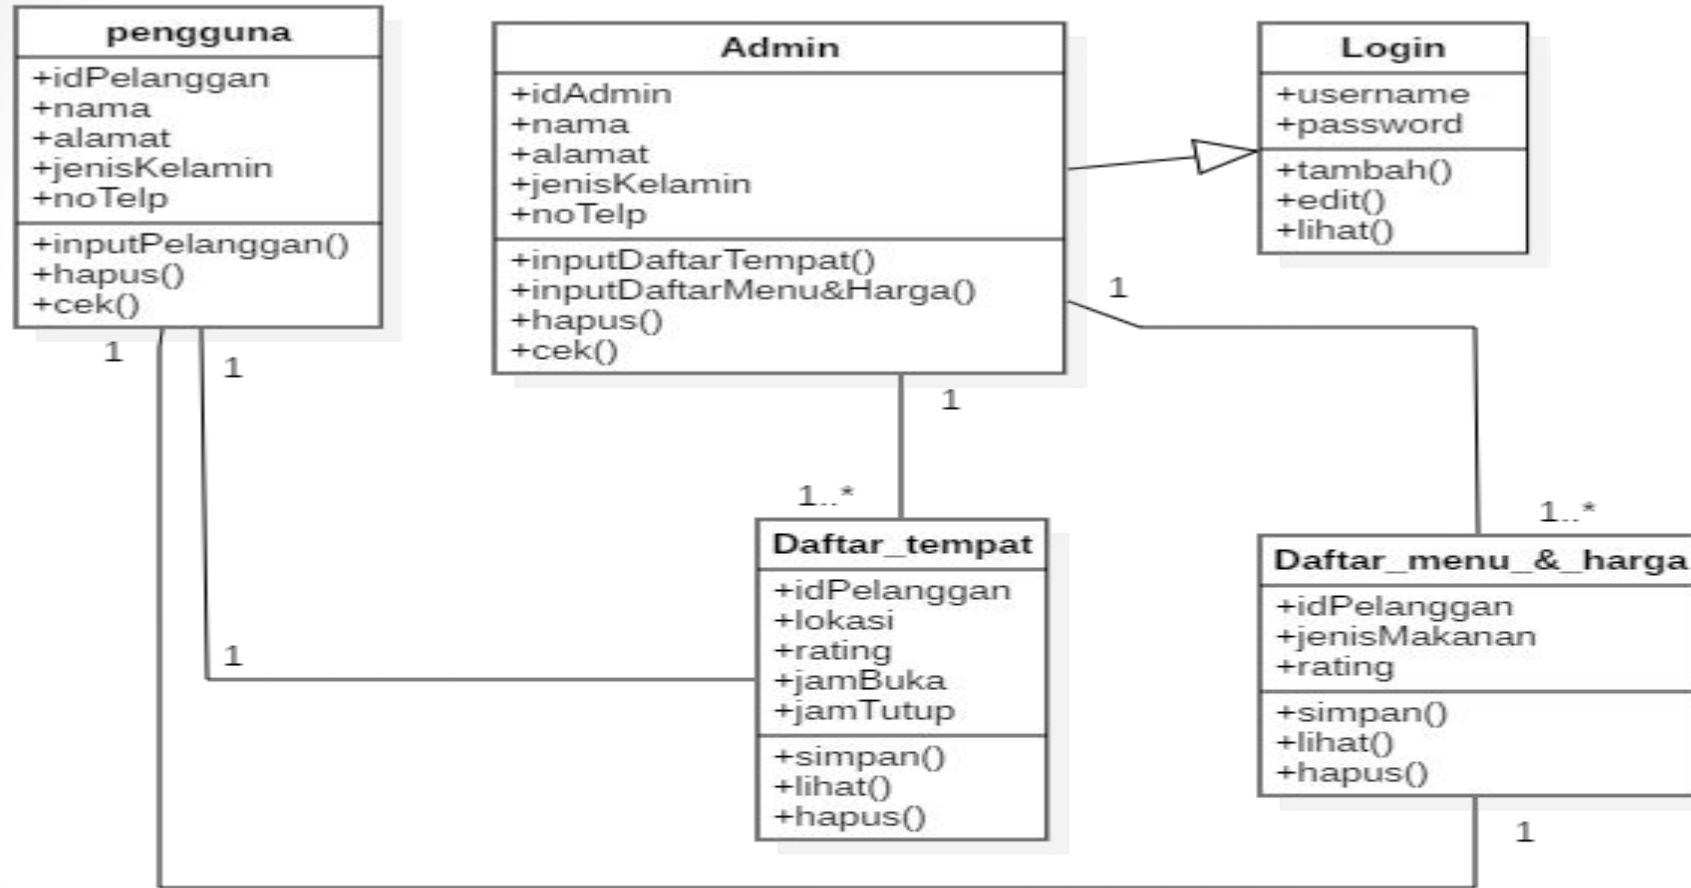 pengguna
+idPelanggan
+nama
+alamat
+jenisKelamin
+noTelp
+inputPelanggan()
+hapus()
+cek()
Admin
+idAdmin
+nama
+alamat
+jenisKelamin
+noTelp
+inputDaftarTempat()
+inputDaftarMenu&Harga()
+hapus()
+cek()
Login
+username
+password
+tambah()
+edit()
+lihat()
1
1
1
1
1..*
1..*
1
Daftar_tempat
+idPelanggan
+lokasi
+rating
+jamBuka
+jamTutup
+simpan()
+lihat()
+hapus()
Daftar_menu_&_harga
+idPelanggan
+jenisMakanan
+rating
+simpan()
+lihat()
+hapus()
1